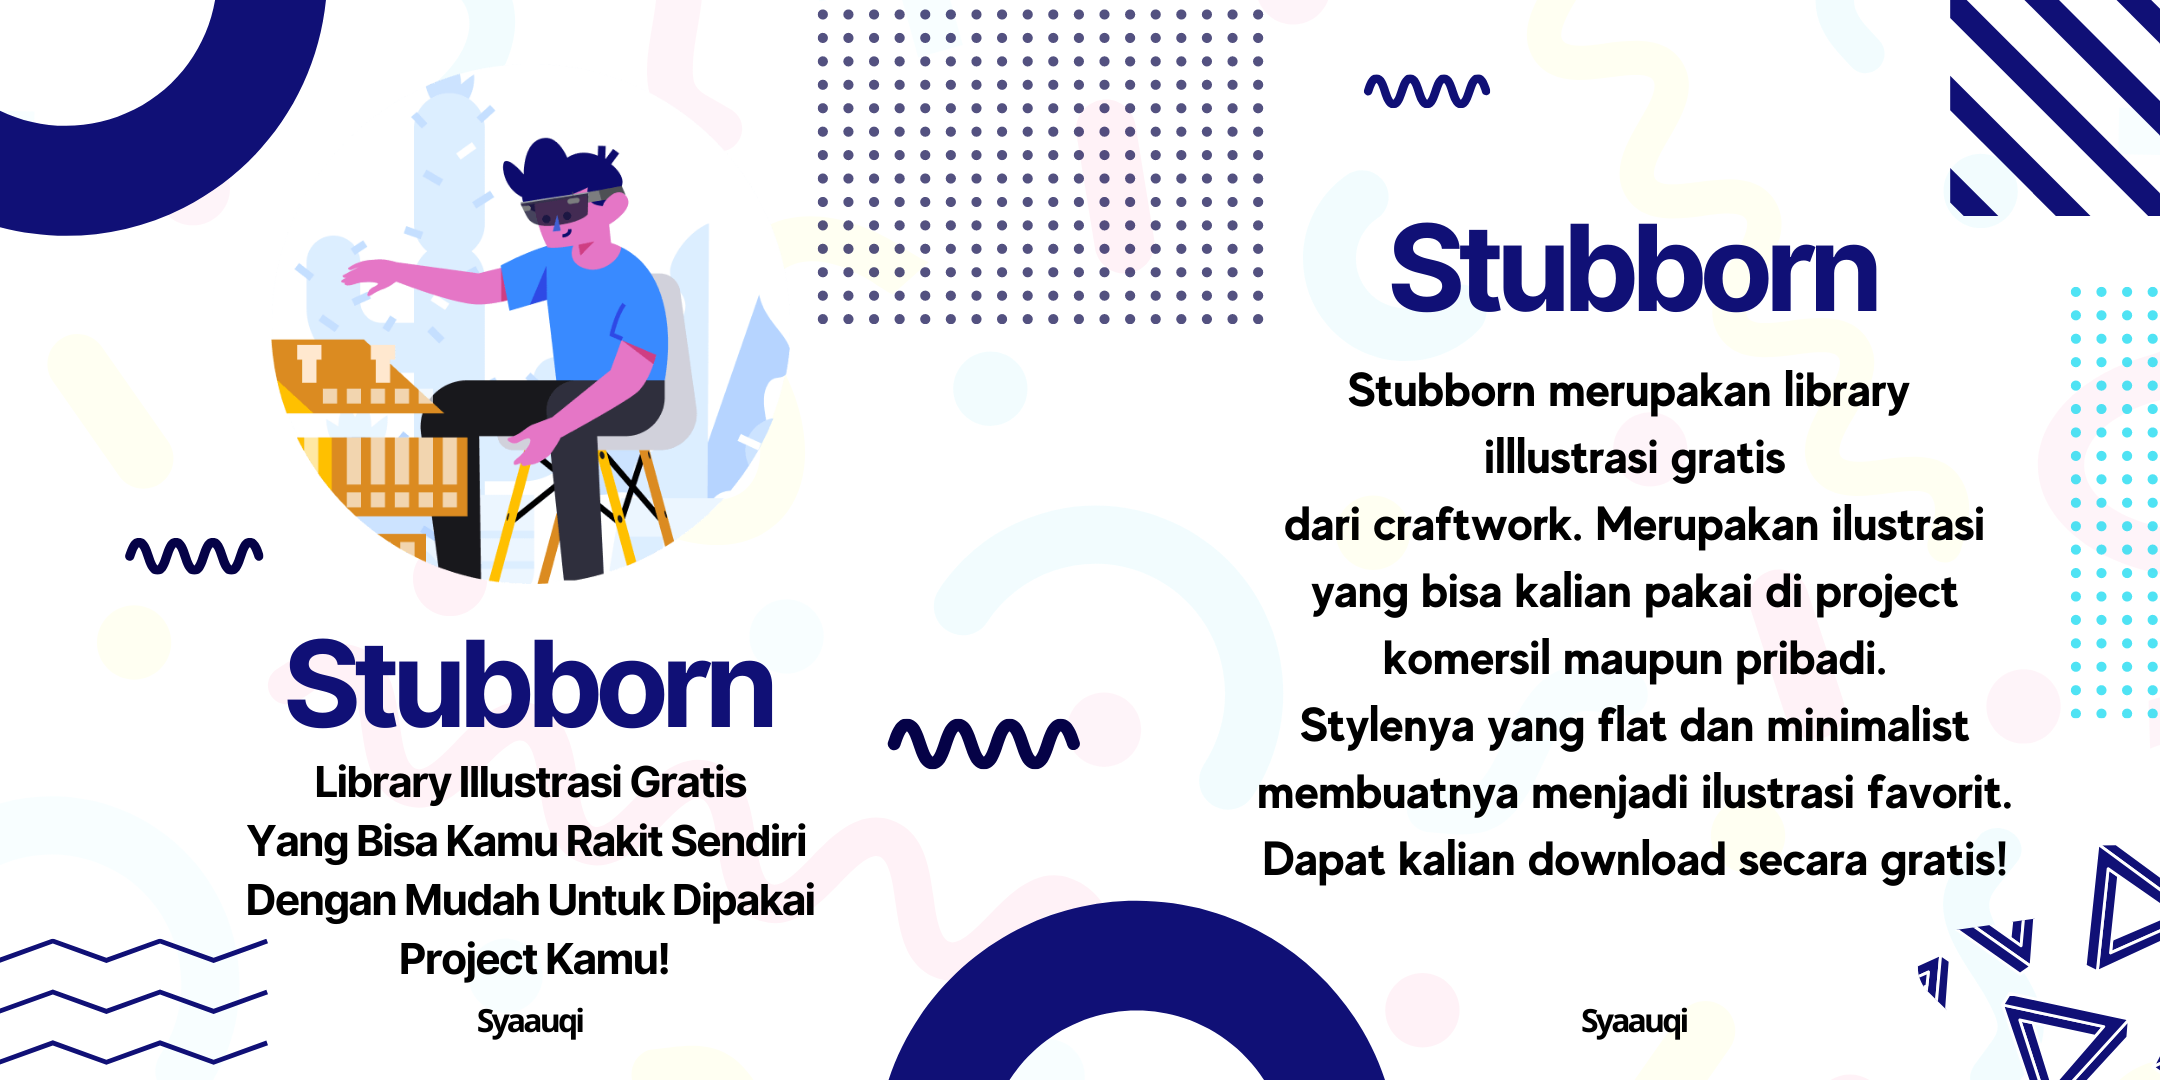 Stubborn
Library Illustrasi Gratis
Yang Bisa Kamu Rakit Sendiri
Dengan Mudah Untuk Dipakai
Project Kamu!
Syaauqi
Stubborn
Stubborn merupakan library
illlustrasi gratis
dari craftwork. Merupakan ilustrasi
yang bisa kalian pakai di project
komersil maupun pribadi.
Stylenya yang flat dan minimalist
membuatnya menjadi ilustrasi favorit.
Dapat kalian download secara gratis!
Syaauqi